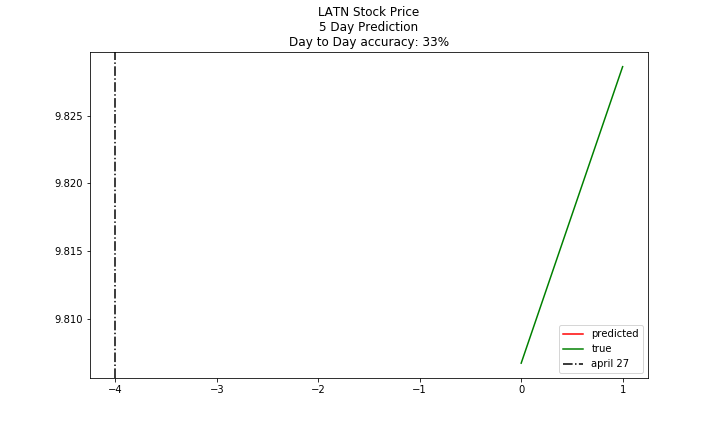 LATN Stock Price
5 Day Prediction
Day to Day accuracy: 33%
9.825
9.820
9.815
9.810
−4
−3
−2
−1
0
1
predicted
true
april 27